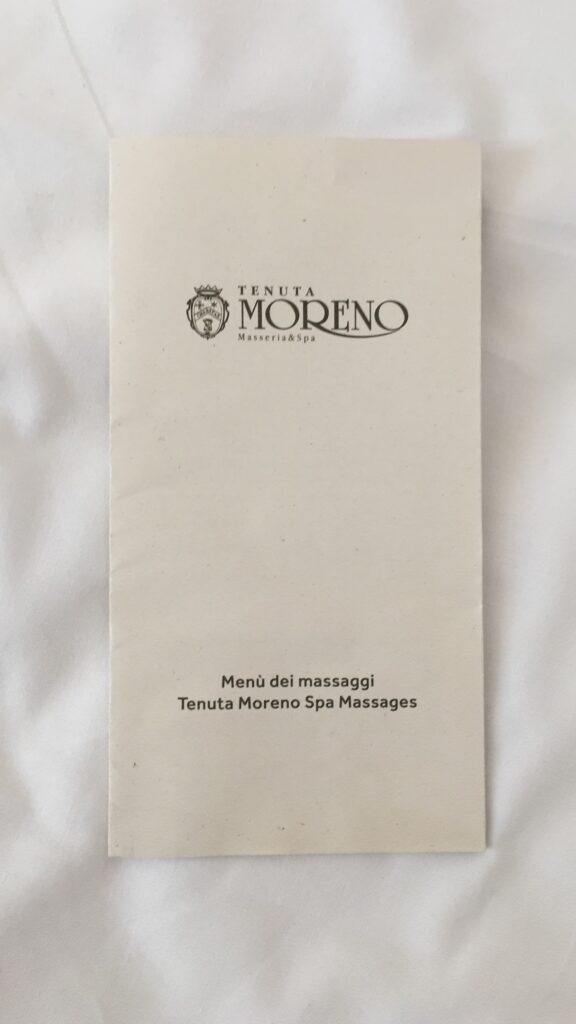 TENUTA
MORENO
Masseria&Spa
Menù dei massaggi
Tenuta Moreno Spa Massages